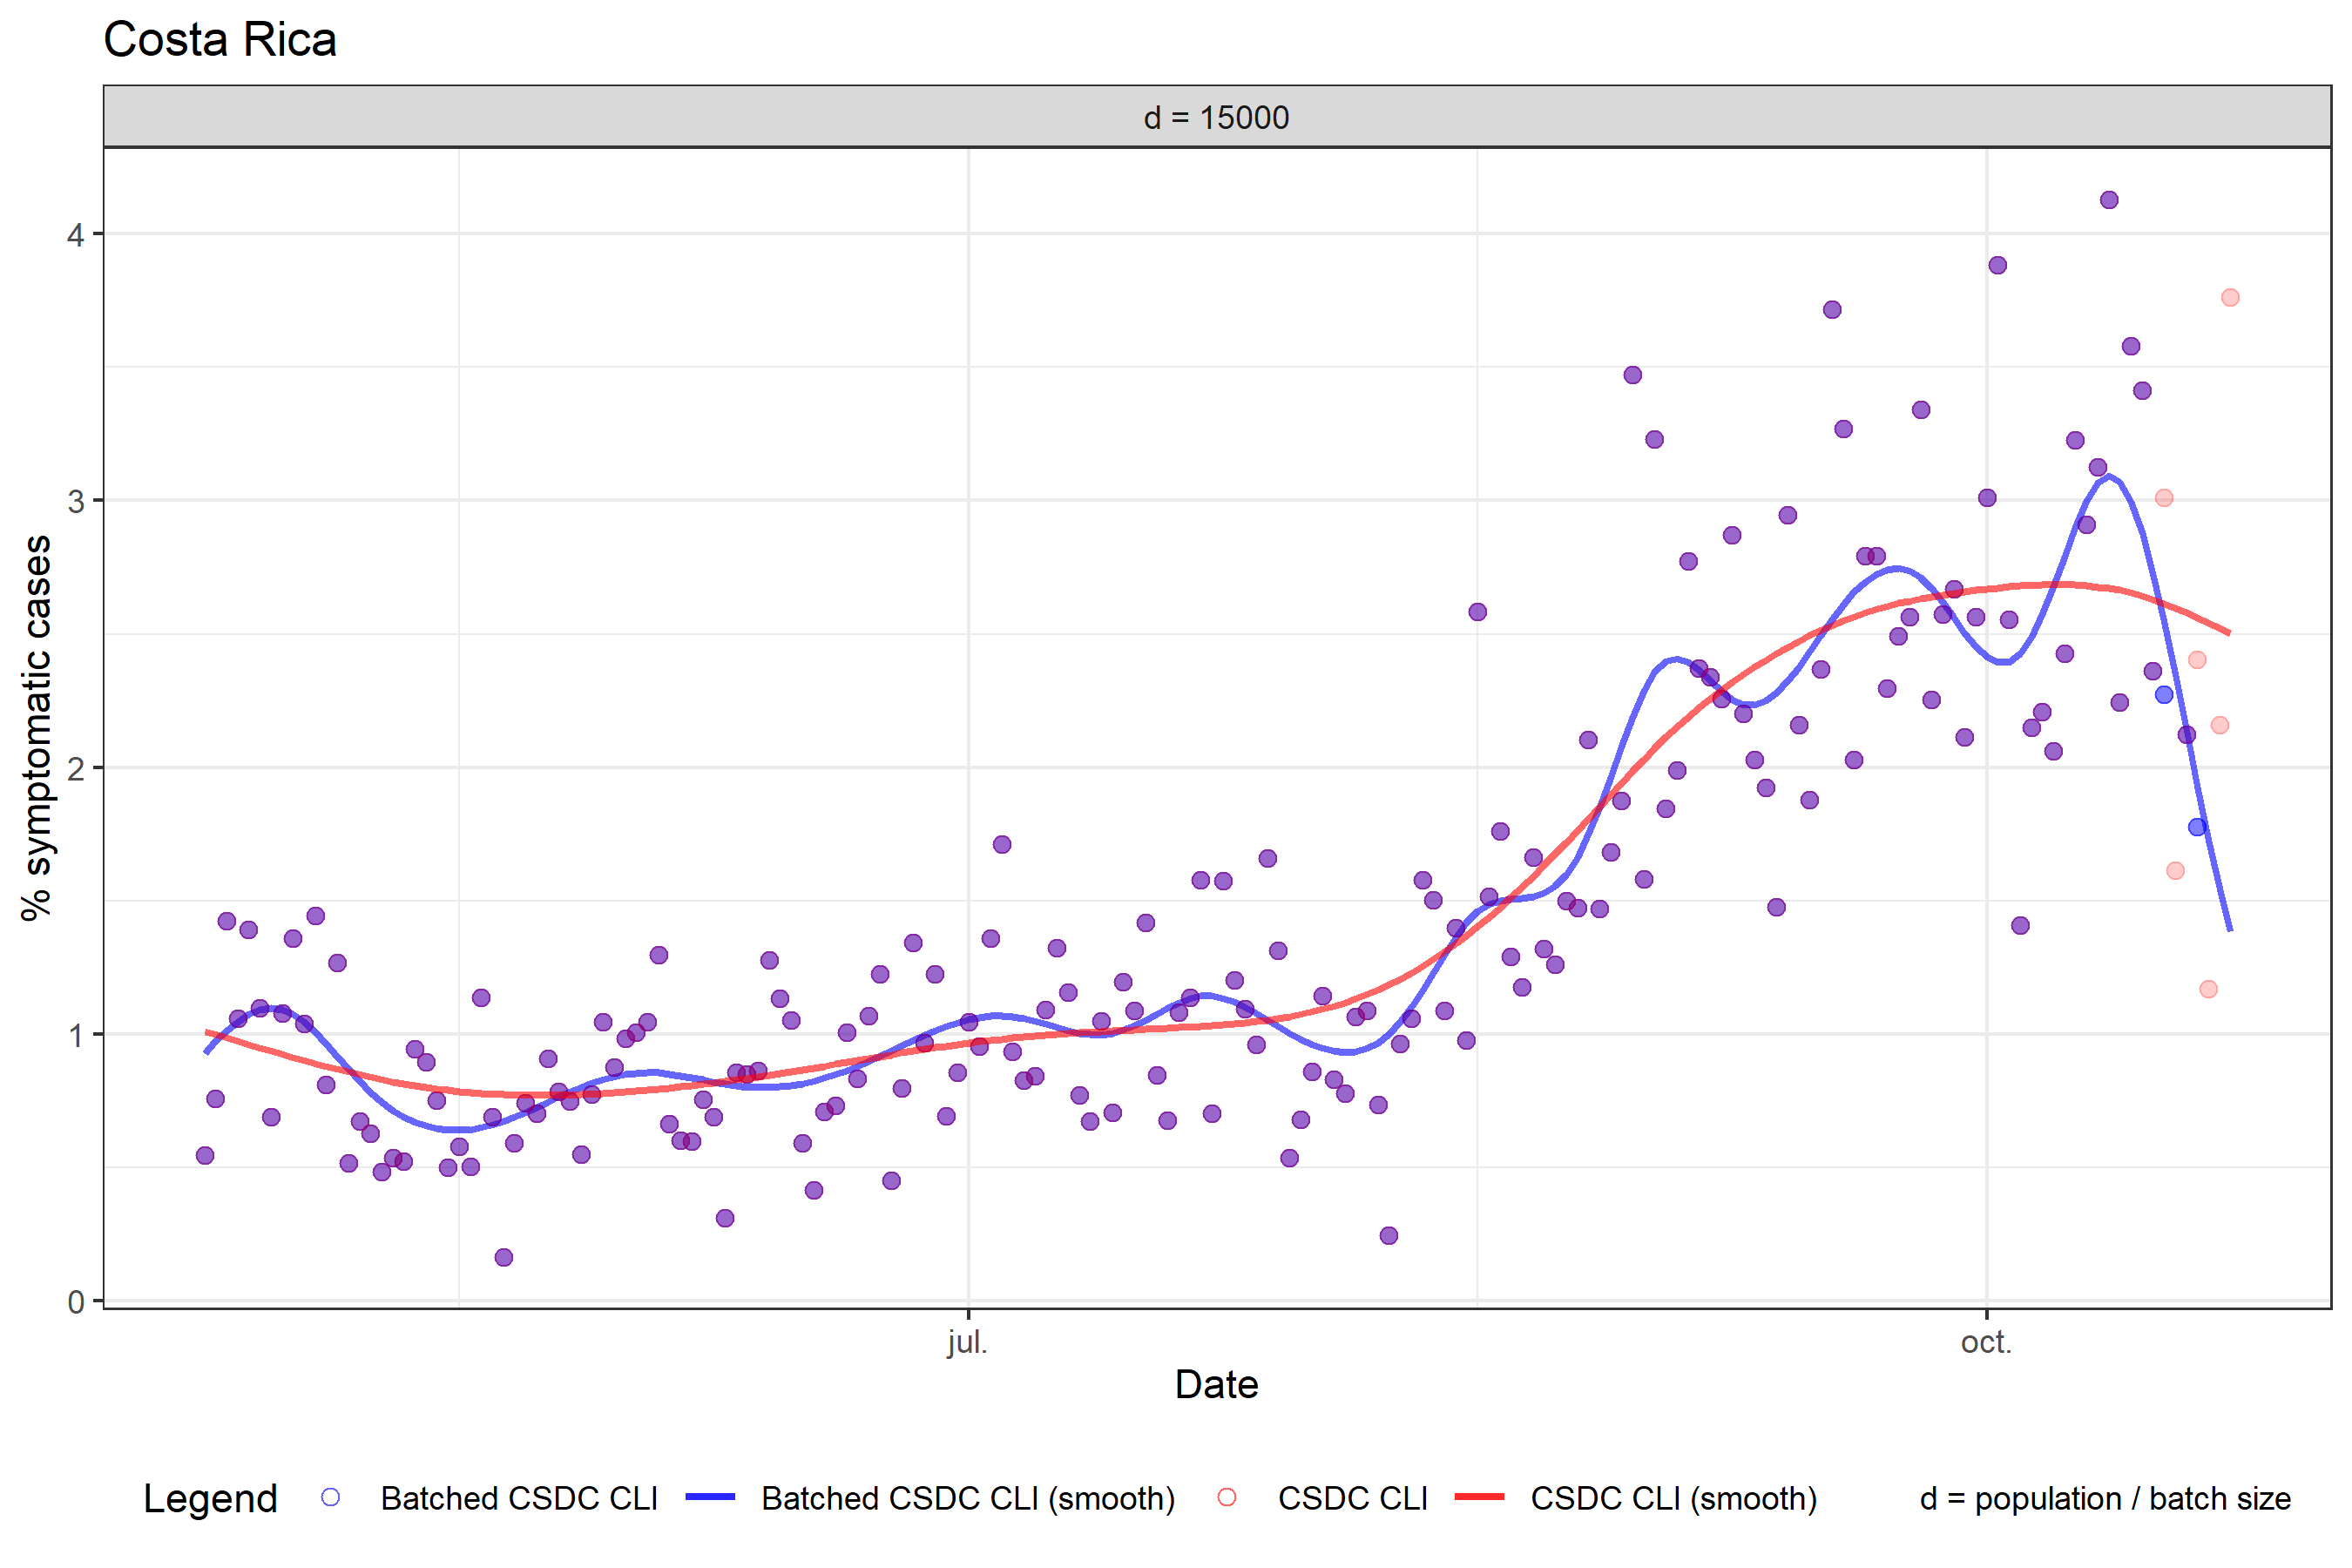 Costa Rica
d = 15000
% symptomatic cases
4
3
2
1
0
jul.
oct.
Date
Legend
Batched CSDC CLI
Batched CSDC CLI (smooth)
CSDC CLI
CSDC CLI (smooth)
d = population / batch size